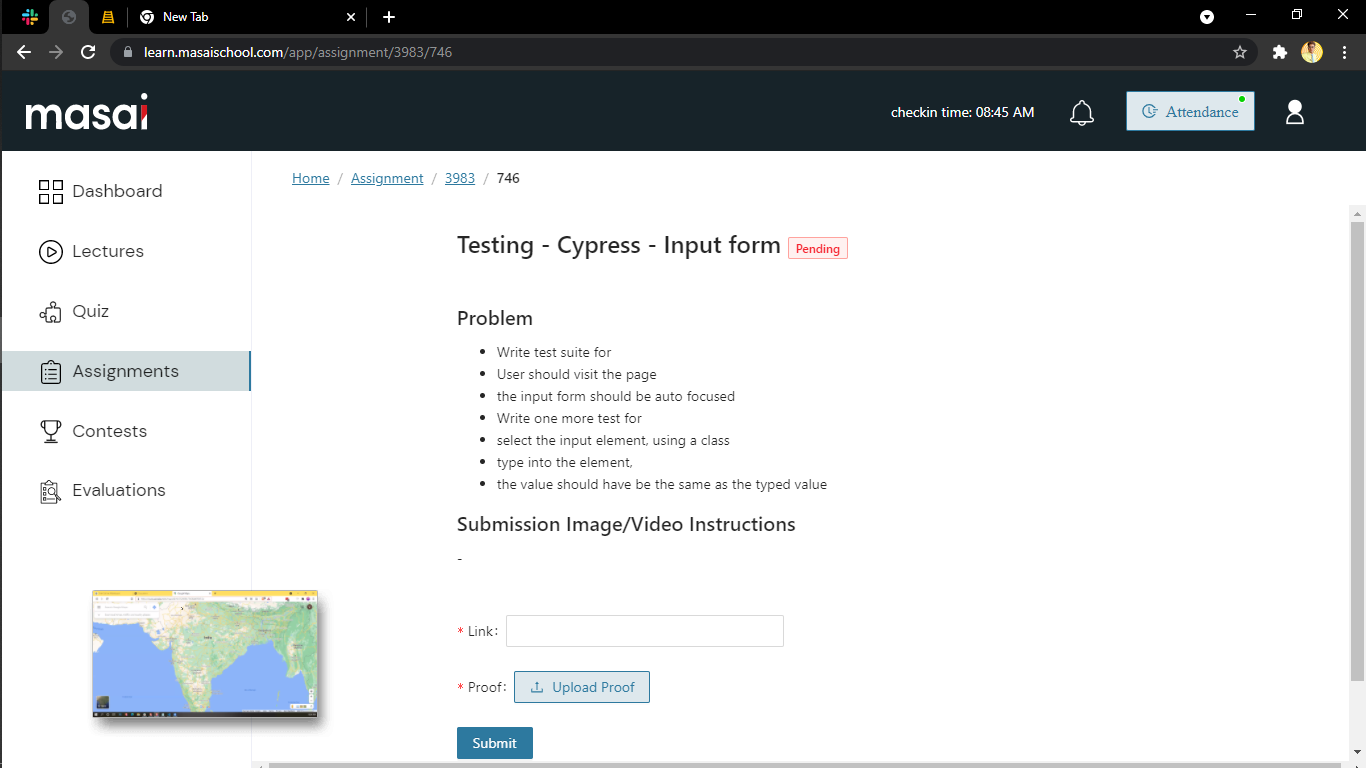 New Tab
learn.masaischool.com/app/assignment/3983/746
masai
checkin time: 08:45 AM
Attendance
Dashboard
Lectures
Quiz
Assignments
Contests
Evaluations
Home / Assignment / 3983 / 746
Testing - Cypress - Input form Pending
Problem
Write test suite for
User should visit the page
the input form should be auto focused
Write one more test for
select the input element, using a class
type into the element,
the value should have be the same as the typed value
Submission Image/Video Instructions
-
* Link:
* Proof: Upload Proof
Submit